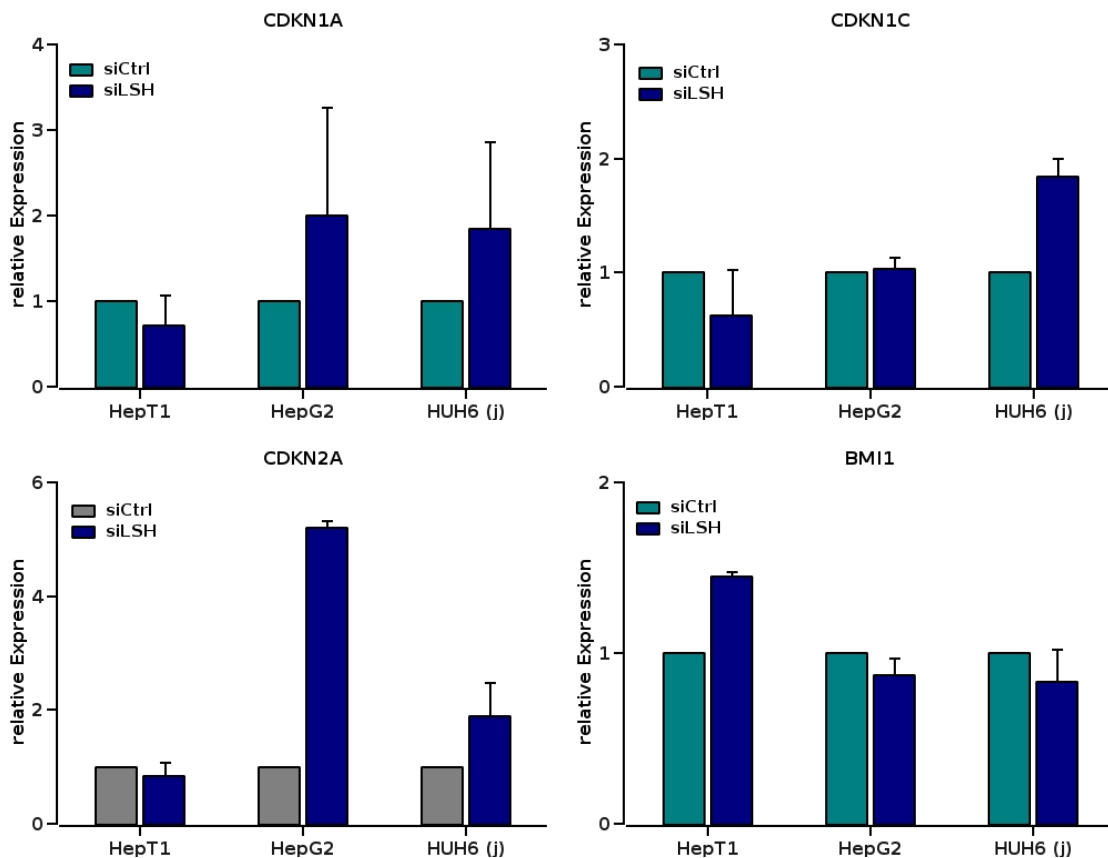 CDKN1A
4
3
2
1
0
relative Expression
siCtrl
siLSH
HepT1 HepG2 HUH6 (j)
CDKN1C
3
2
1
0
relative Expression
siCtrl
siLSH
HepT1 HepG2 HUH6 (j)
CDKN2A
6
4
2
0
relative Expression
siCtrl
siLSH
HepT1 HepG2 HUH6 (j)
BMI1
2
1
0
relative Expression
siCtrl
siLSH
HepT1 HepG2 HUH6 (j)